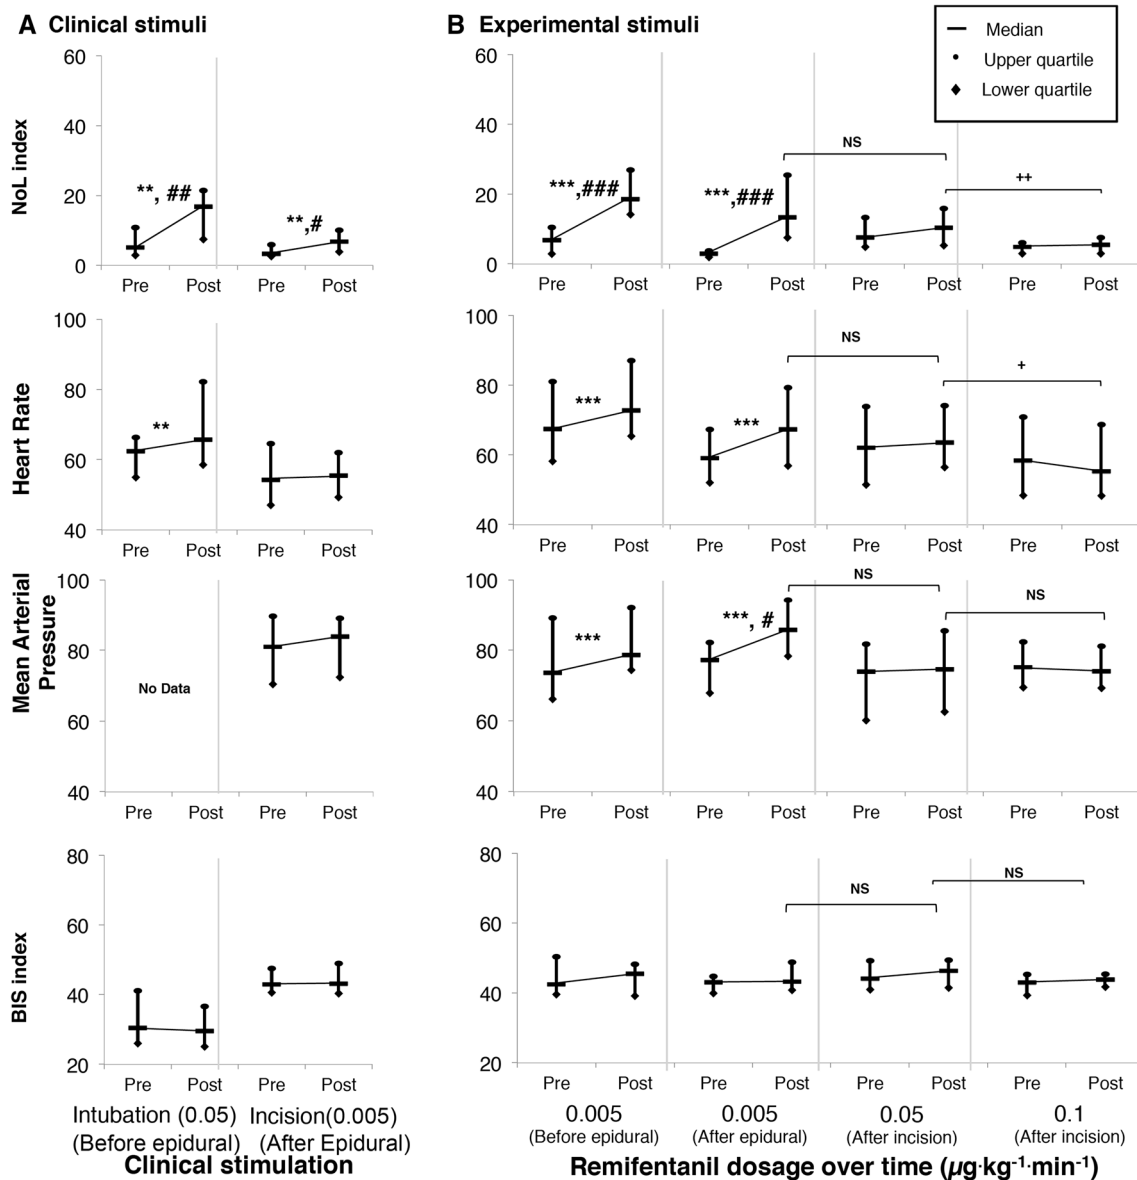 A Clinical stimuli
B Experimental stimuli
Median
Upper quartile
Lower quartile
NoL index
60
40
20
0
**, ##
**,#
Pre Post Pre Post
60
40
20
0
***,###
***,###
NS
++
Pre Post Pre Post Pre Post Pre Post
Heart Rate
100
80
60
40
**
Pre Post Pre Post
100
80
60
40
***
***
NS
+
Pre Post Pre Post Pre Post Pre Post
Mean Arterial
Pressure
100
80
60
40
No Data
Pre Post Pre Post
100
80
60
40
***
***, #
NS
NS
Pre Post Pre Post Pre Post Pre Post
BIS index
80
60
40
20
Pre Post Pre Post
Intubation (0.05) Incision(0.005)
(Before epidural) (After Epidural)
Clinical stimulation
80
60
40
20
NS
NS
Pre Post Pre Post Pre Post Pre Post
0.005 0.005 0.05 0.1
(Before epidural) (After epidural) (After incision) (After incision)
Remifentanil dosage over time (µg·kg⁻¹·min⁻¹)